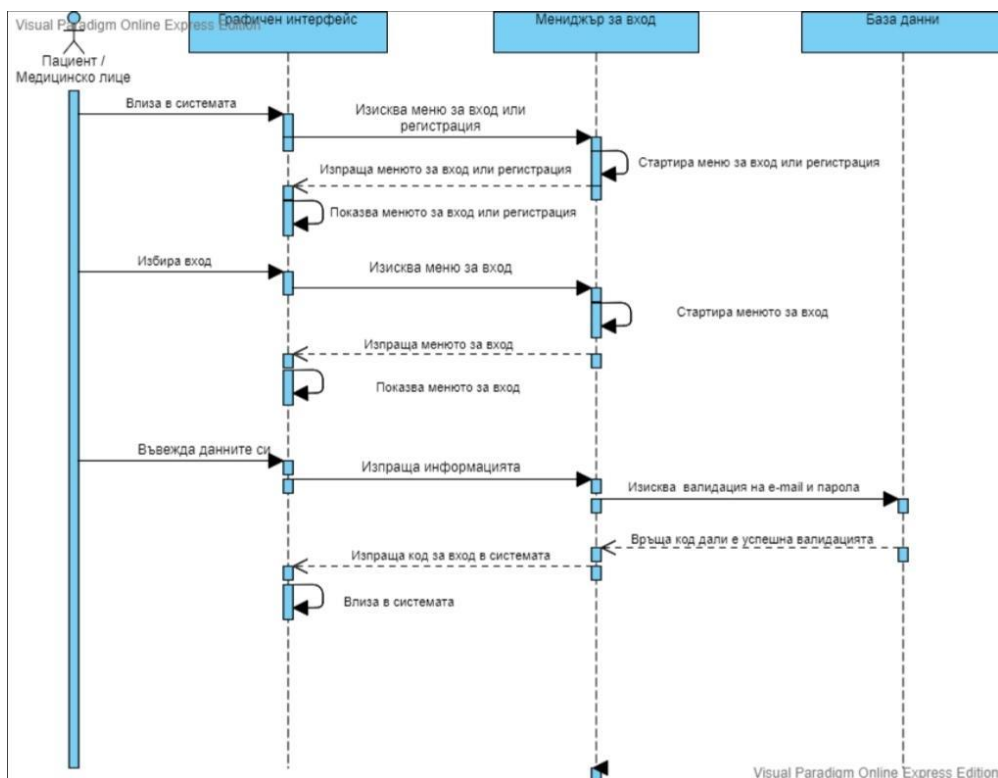 Visual Paradigm Online Express Edition
Графичен интерфейс
Мениджър за вход
База данни
Пациент /
Медицинско лице
Влиза в системата
Изисква меню за вход или
регистрация
Стартира меню за вход или регистрация
Изпраща менюто за вход или регистрация
Показва менюто за вход или регистрация
Избира вход
Изисква меню за вход
Стартира менюто за вход
Изпраща менюто за вход
Показва менюто за вход
Въвежда данните си
Изпраща информацията
Изисква валидация на e-mail и парола
Връща код дали е успешна валидацията
Изпраща код за вход в системата
Влиза в системата
Visual Paradigm Online Express Edition